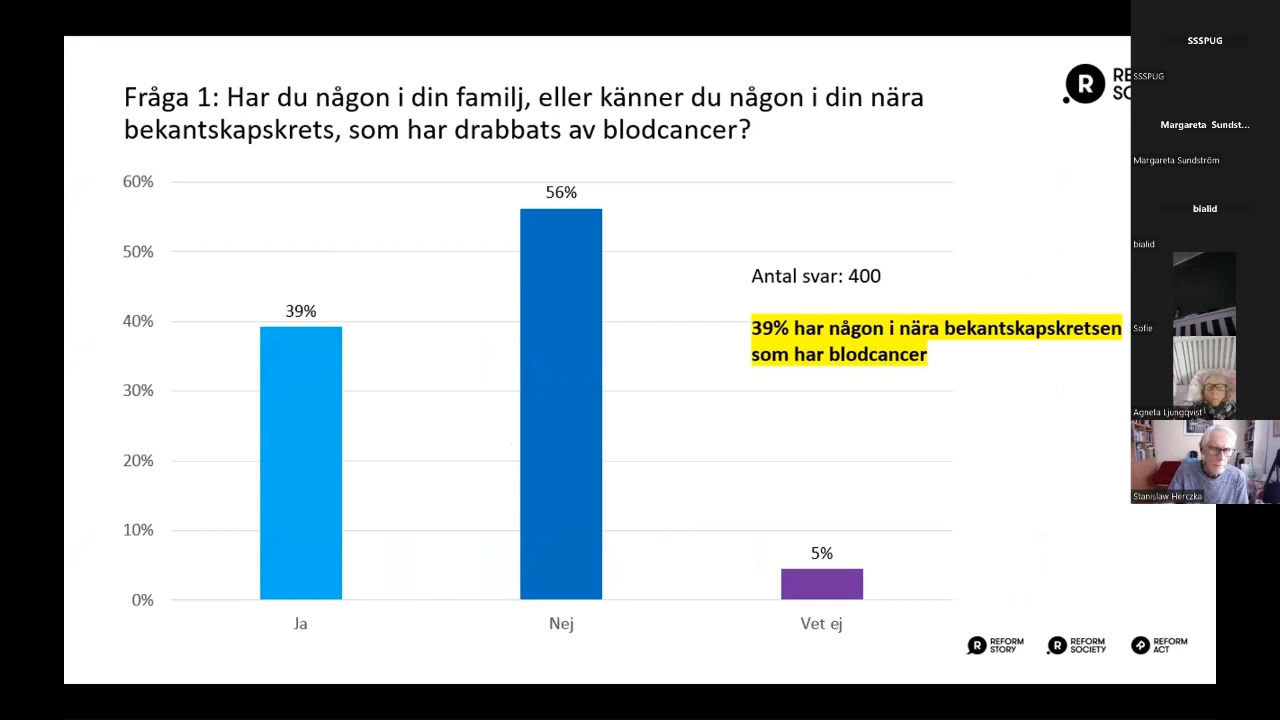 Fråga 1: Har du någon i din familj, eller känner du någon i din nära
bekantskapskrets, som har drabbats av blodcancer?
R
60%
50%
40%
30%
20%
10%
0%
39%
56%
5%
Ja
Nej
Vet ej
Antal svar: 400
39% har någon i nära bekantskapskretsen
som har blodcancer
R REFORM
STORY
R REFORM
SOCIETY
REFORM
ACT
SSSPUG
SSSPUG
Margareta Sundst...
Margareta Sundström
bialid
bialid
Sofie
Agneta Ljungqvist
Stanislaw Herczka